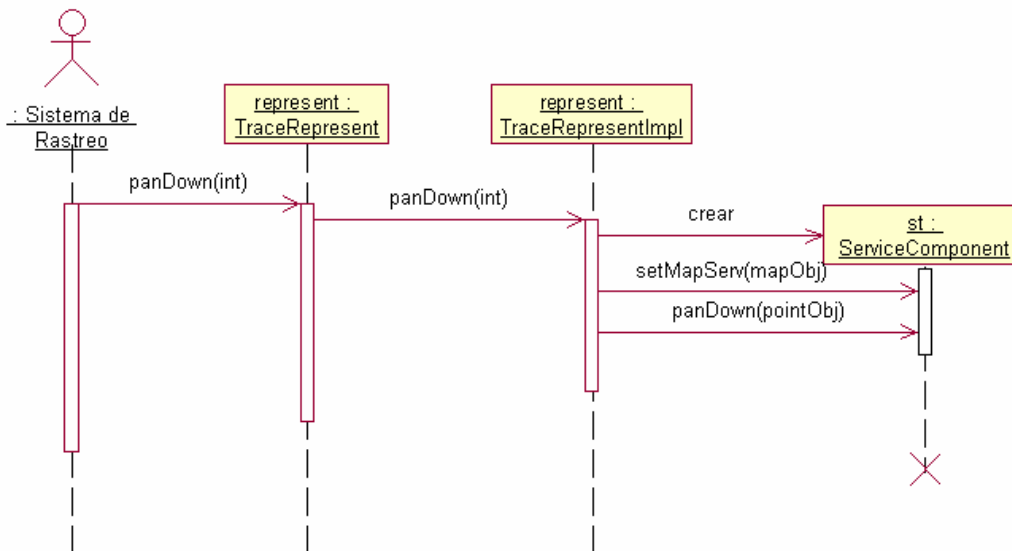 : Sistema de
Rastreo
represent :
TraceRepresent
represent :
TraceRepresentImpl
panDown(int)
panDown(int)
crear
st :
ServiceComponent
setMapServ(mapObj)
panDown(pointObj)